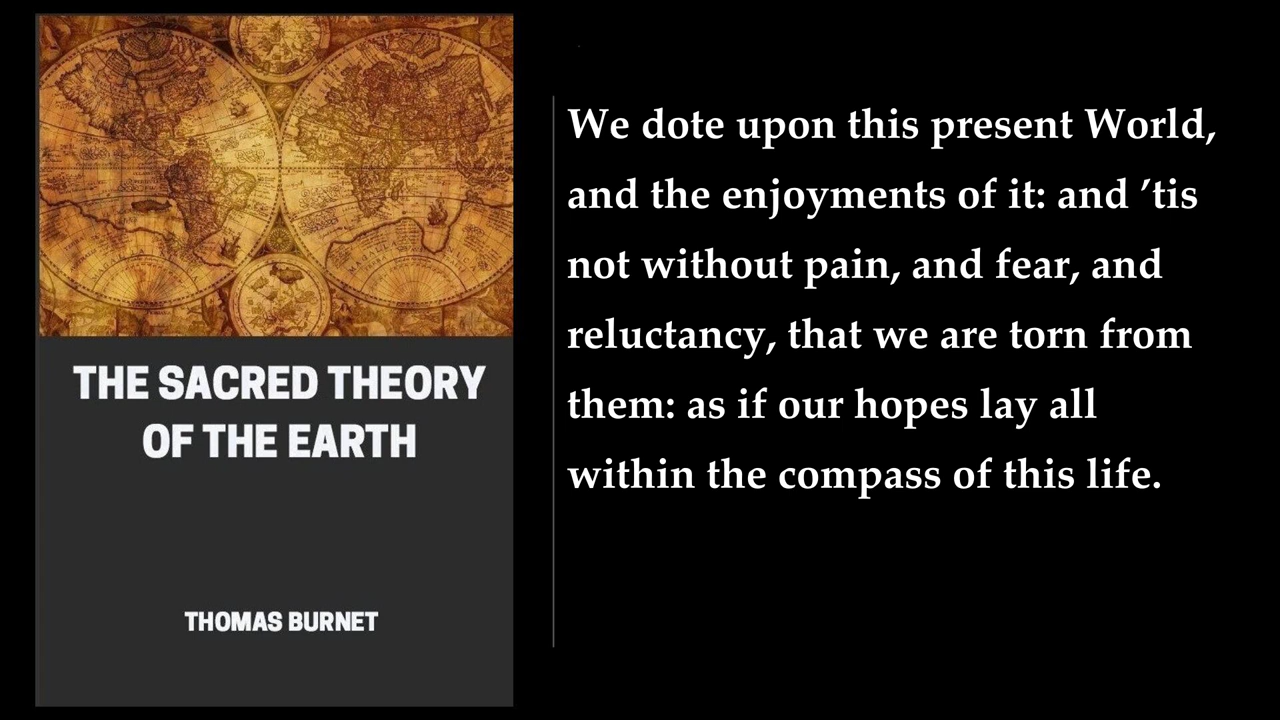 THE SACRED THEORY
OF THE EARTH
THOMAS BURNET
We dote upon this present World,
and the enjoyments of it: and ’tis
not without pain, and fear, and
reluctancy, that we are torn from
them: as if our hopes lay all
within the compass of this life.